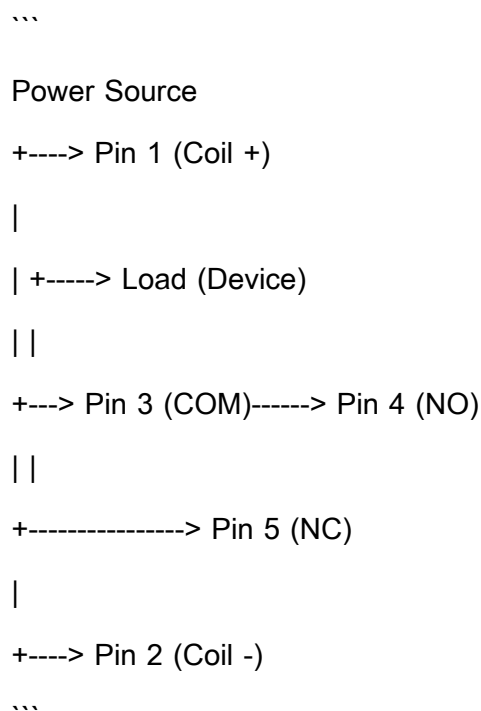 ```
Power Source
+----> Pin 1 (Coil +)
|
| +-----> Load (Device)
| |
+---> Pin 3 (COM)------> Pin 4 (NO)
| |
+----------------> Pin 5 (NC)
|
+----> Pin 2 (Coil -)
```